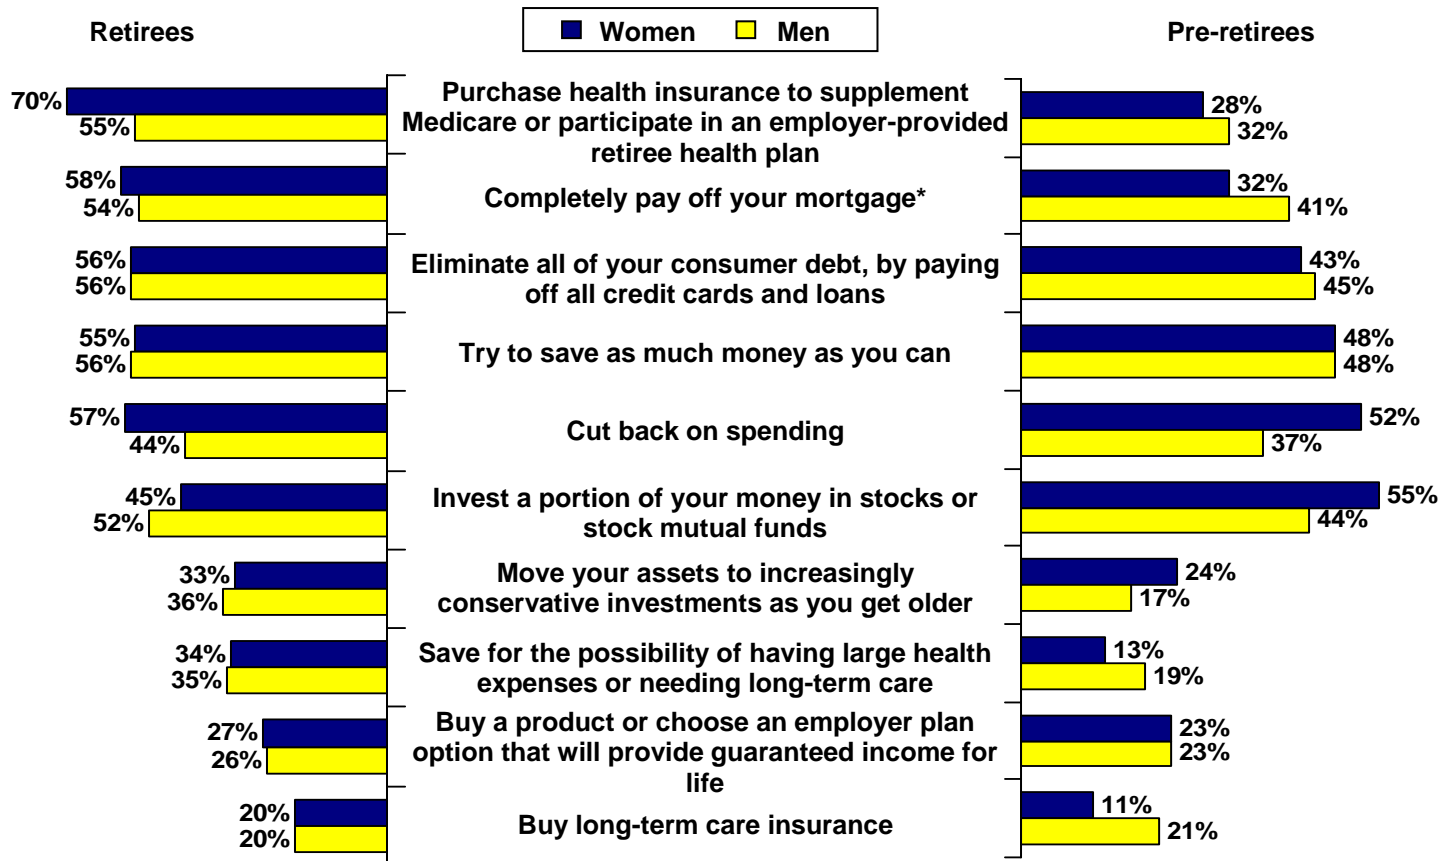 Retirees
Women Men
Pre-retirees
70%
55%
Purchase health insurance to supplement
Medicare or participate in an employer-provided
retiree health plan
28%
32%
58%
54%
Completely pay off your mortgage*
32%
41%
56%
56%
Eliminate all of your consumer debt, by paying
off all credit cards and loans
43%
45%
55%
56%
Try to save as much money as you can
48%
48%
57%
44%
Cut back on spending
52%
37%
45%
52%
Invest a portion of your money in stocks or
stock mutual funds
55%
44%
33%
36%
Move your assets to increasingly
conservative investments as you get older
24%
17%
34%
35%
Save for the possibility of having large health
expenses or needing long-term care
13%
19%
27%
26%
Buy a product or choose an employer plan
option that will provide guaranteed income for
life
23%
23%
20%
20%
Buy long-term care insurance
11%
21%